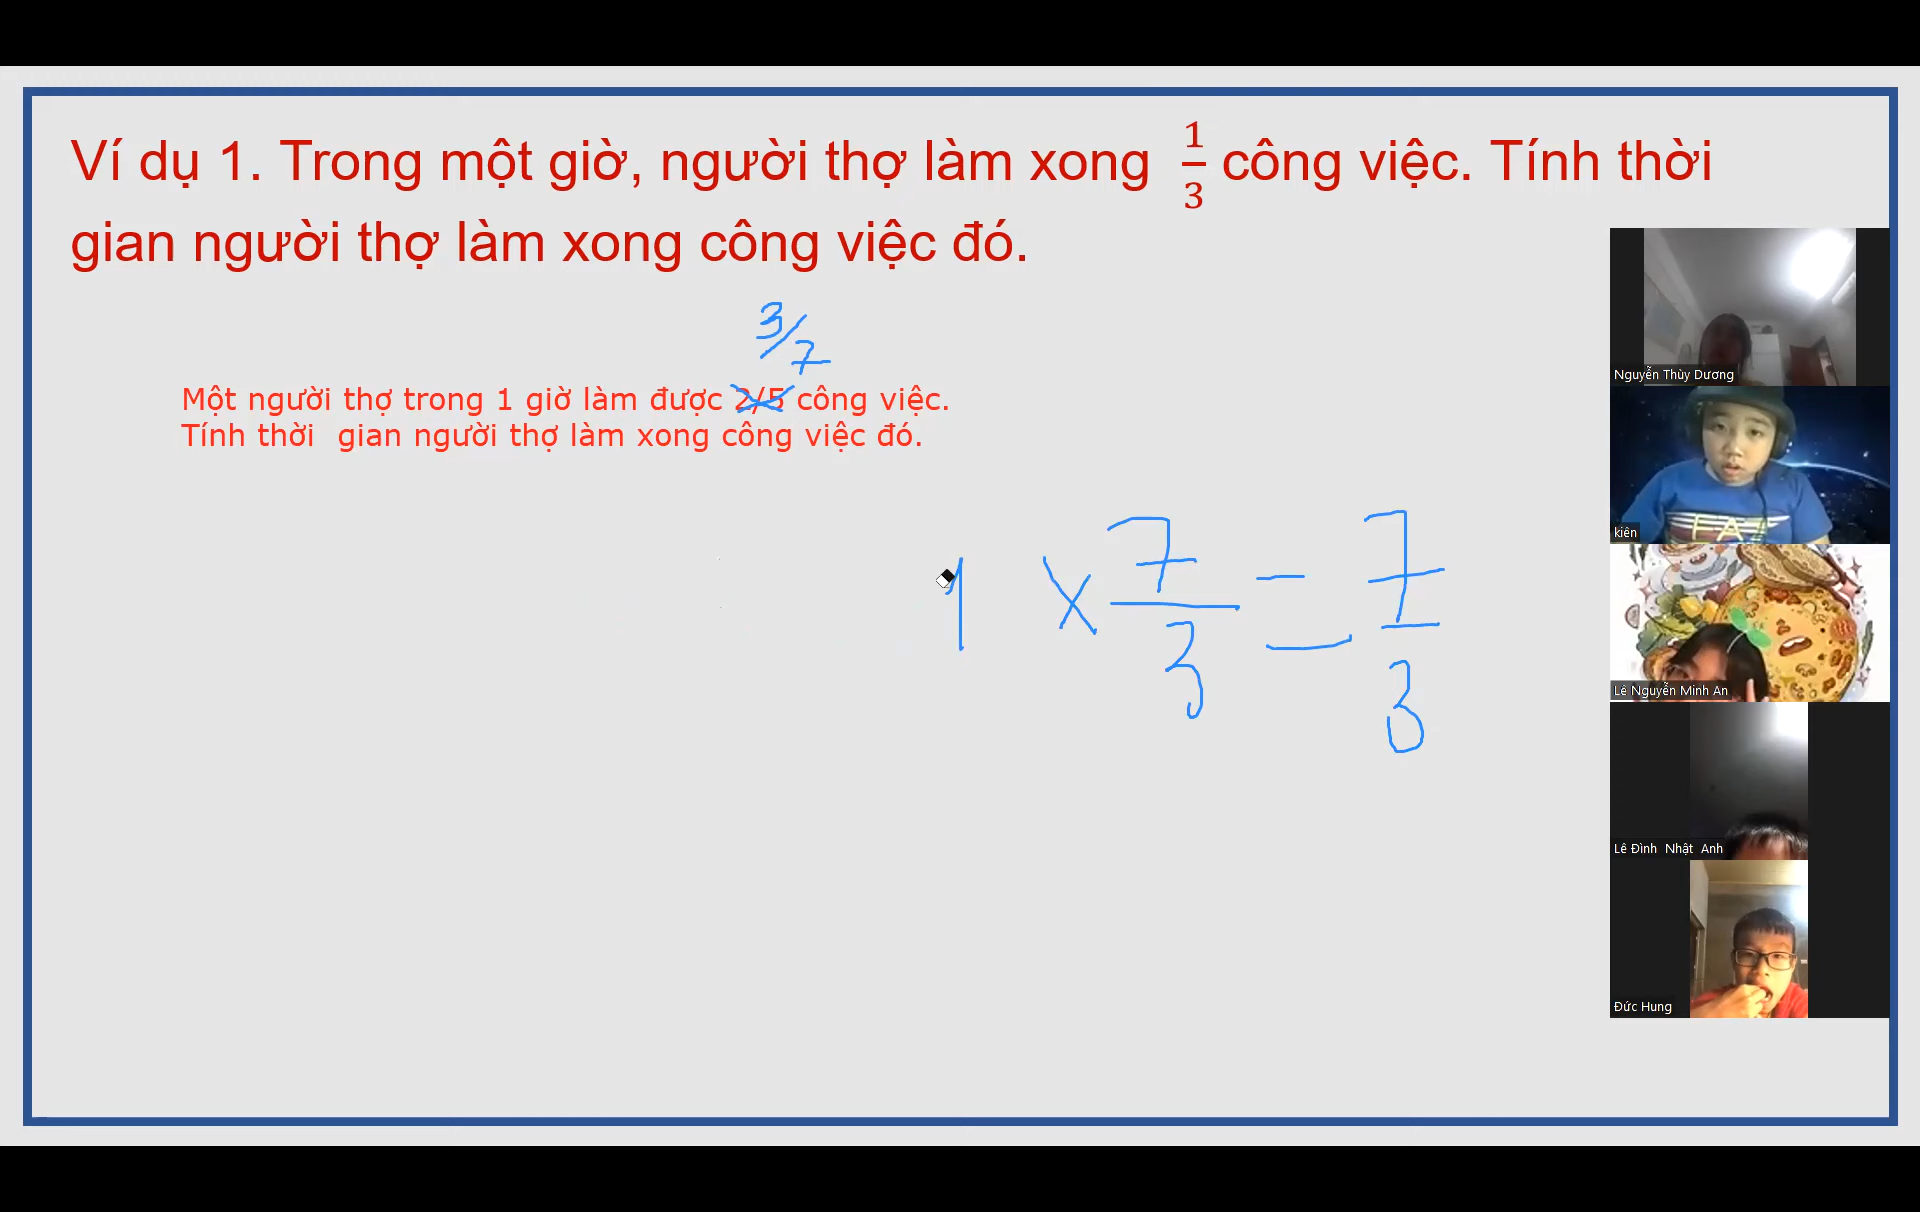 Ví dụ 1. Trong một giờ, người thợ làm xong 1/3 công việc. Tính thời
gian người thợ làm xong công việc đó.
3/7
Một người thợ trong 1 giờ làm được 2/5 công việc.
Tính thời gian người thợ làm xong công việc đó.
1 x 7/3 = 7/3
Nguyễn Thùy Dương
kiên
FAZ
Lê Nguyễn Minh An
Lê Đình Nhật Anh
Đức Hung